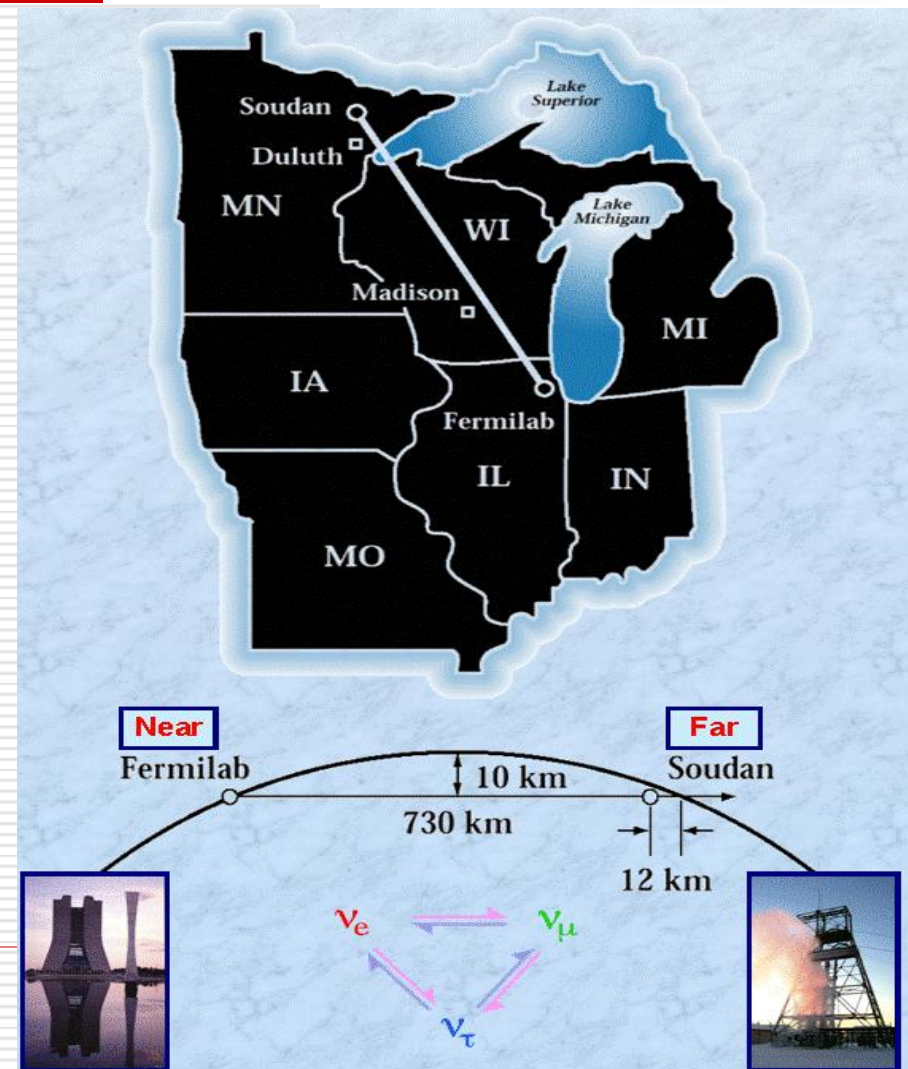 Lake
Superior
Soudan
Duluth
Lake
Michigan
MN
WI
Madison
MI
IA
Fermilab
IL
IN
MO
Near
Far
Fermilab
Soudan
10 km
730 km
12 km
νe
νμ
ντ